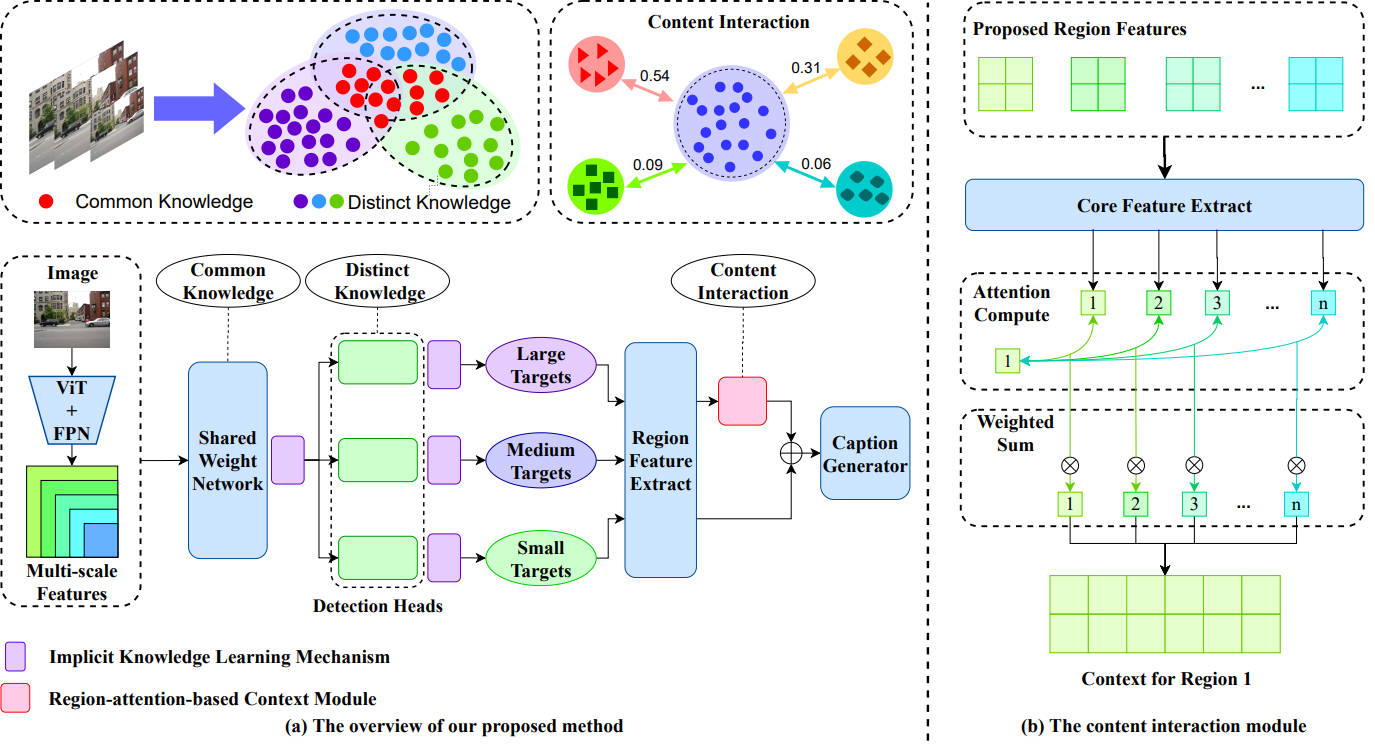 Common Knowledge
Distinct Knowledge
Content Interaction
0.54
0.31
0.09
0.06
Image
ViT
+
FPN
Multi-scale
Features
Common
Knowledge
Distinct
Knowledge
Content
Interaction
Shared
Weight
Network
Detection Heads
Large
Targets
Medium
Targets
Small
Targets
Region
Feature
Extract
Caption
Generator
Implicit Knowledge Learning Mechanism
Region-attention-based Context Module
(a) The overview of our proposed method
Proposed Region Features
...
Core Feature Extract
Attention
Compute
1
2
3
...
n
1
Weighted
Sum
1
2
3
...
n
Context for Region 1
(b) The content interaction module